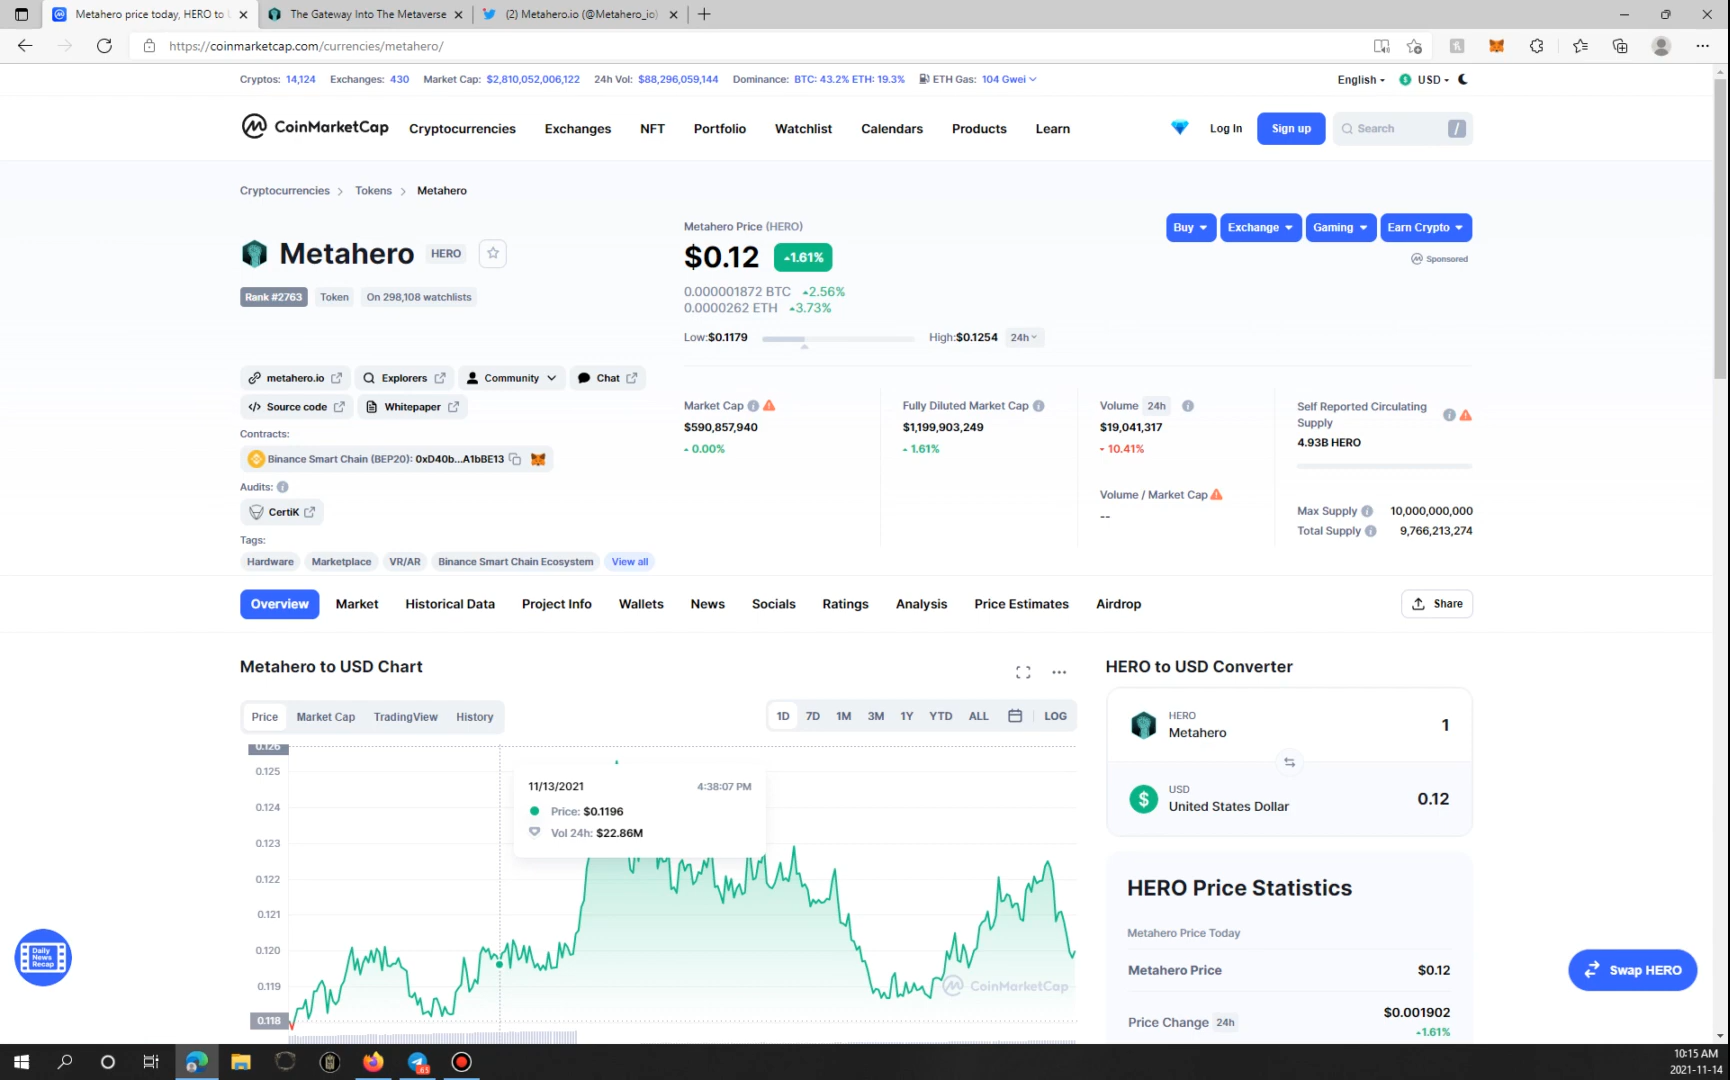 Metahero price today, HERO to U
The Gateway Into The Metaverse
(2) Metahero.io (@Metahero_io)
https://coinmarketcap.com/currencies/metahero/
Cryptos: 14,124 Exchanges: 430 Market Cap: $2,810,052,006,122 24h Vol: $88,296,059,144 Dominance: BTC: 43.2% ETH: 19.3% ETH Gas: 104 Gwei
English USD
CoinMarketCap Cryptocurrencies Exchanges NFT Portfolio Watchlist Calendars Products Learn
Log In Sign up Search /
Cryptocurrencies > Tokens > Metahero
Metahero HERO
Rank #2763 Token On 298,108 watchlists
Metahero Price (HERO)
$0.12 1.61%
0.000001872 BTC 2.56%
0.0000262 ETH 3.73%
Low:$0.1179 High:$0.1254 24h
Buy Exchange Gaming Earn Crypto
Sponsored
metahero.io Explorers Community Chat
Source code Whitepaper
Contracts:
Binance Smart Chain (BEP20): 0xD40b...A1bBE13
Audits:
CertiK
Tags:
Hardware Marketplace VR/AR Binance Smart Chain Ecosystem View all
Market Cap
$590,857,940
0.00%
Fully Diluted Market Cap
$1,199,903,249
1.61%
Volume 24h
$19,041,317
10.41%
Volume / Market Cap
--
Self Reported Circulating
Supply
4.93B HERO
Max Supply 10,000,000,000
Total Supply 9,766,213,274
Overview Market Historical Data Project Info Wallets News Socials Ratings Analysis Price Estimates Airdrop Share
Metahero to USD Chart
Price Market Cap TradingView History
1D 7D 1M 3M 1Y YTD ALL LOG
0.126
0.125
0.124
0.123
0.122
0.121
0.120
0.119
0.118
11/13/2021 4:38:07 PM
Price: $0.1196
Vol 24h: $22.86M
CoinMarketCap
HERO to USD Converter
HERO
Metahero 1
USD
United States Dollar 0.12
HERO Price Statistics
Metahero Price Today
Metahero Price $0.12
Price Change 24h $0.001902
1.61%
Daily
News
Recap
Swap HERO
10:15 AM
2021-11-14